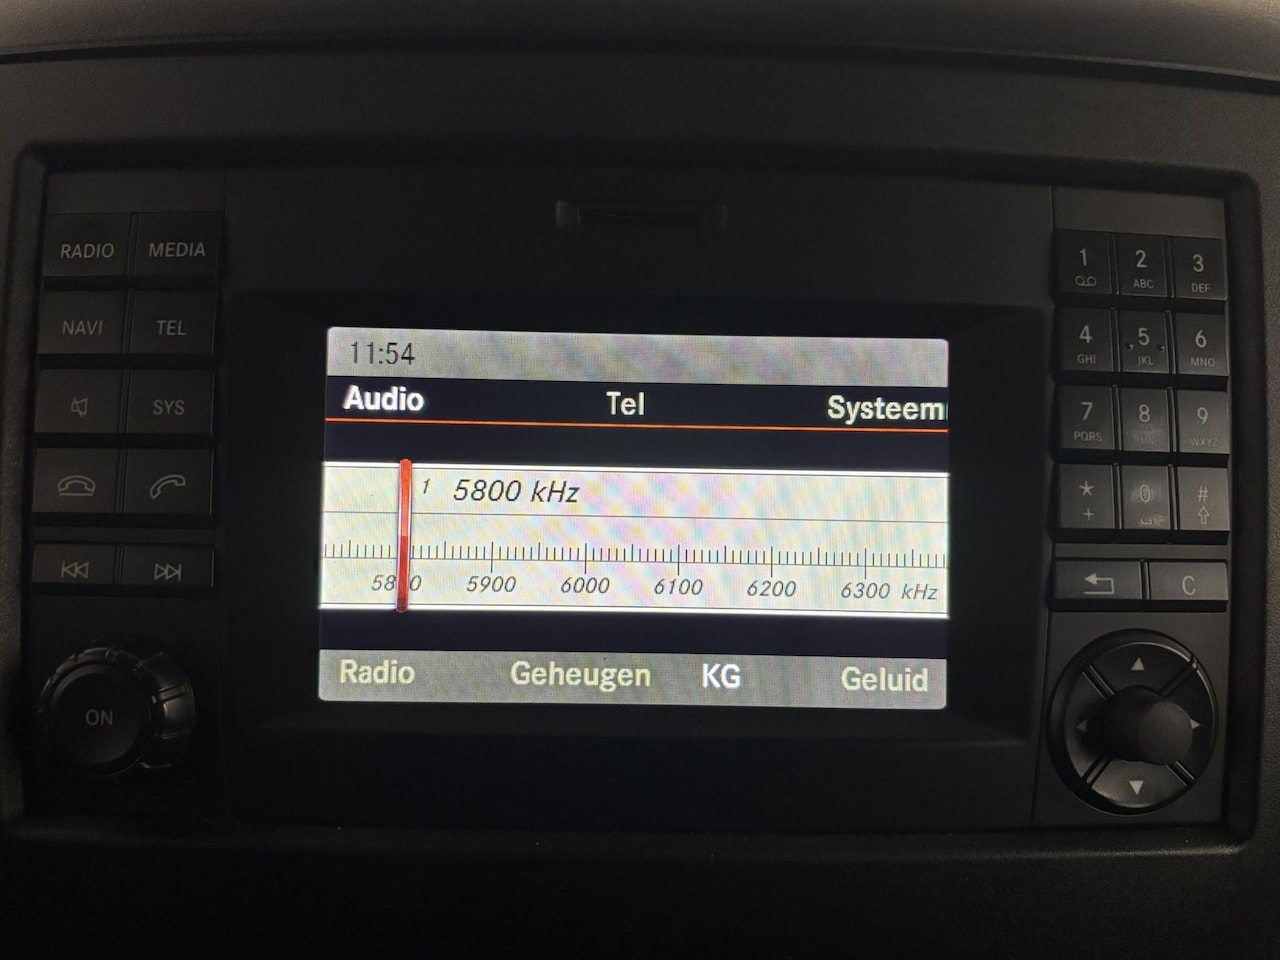 RADIO MEDIA
NAVI TEL
SYS
ON
11:54
Audio Tel Systeem
1 5800 kHz
5800 5900 6000 6100 6200 6300 kHz
Radio Geheugen KG Geluid
1 2 3
ABC DEF
4 5 6
GHI JKL MNO
7 8 9
PQRS WXYZ
* 0 #
+
C